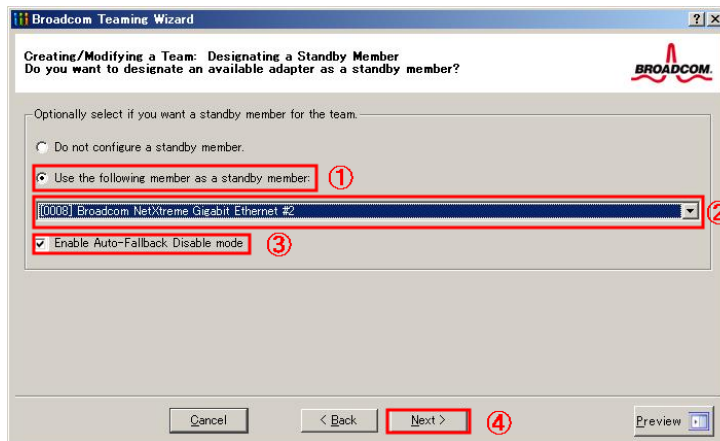 Broadcom Teaming Wizard
Creating/Modifying a Team: Designating a Standby Member
Do you want to designate an available adapter as a standby member?
BROADCOM.
Optionally select if you want a standby member for the team.
Do not configure a standby member.
Use the following member as a standby member: ①
[[0008] Broadcom NetXtreme Gigabit Ethernet #2 ②
Enable Auto-Fallback Disable mode ③
Cancel < Back Next > ④ Preview